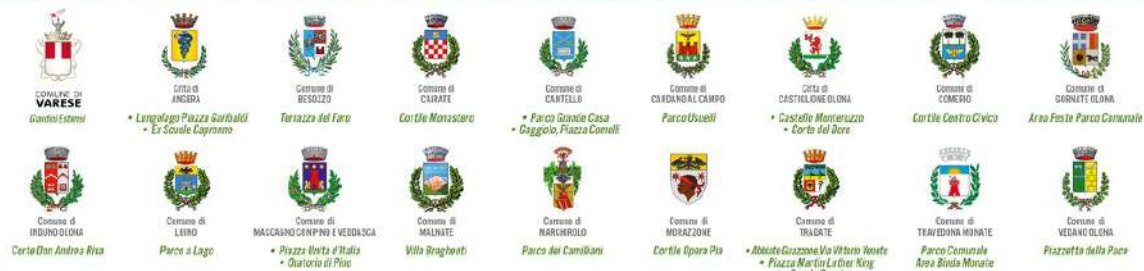 COMUNE DI
VARESE
Giardini Estensi
Città di
ANGERA
• Lungolago Piazza Garibaldi
• Ex Scuole Capronno
Comune di
BESOZZO
Terrazza del Faro
Comune di
CAIRATE
Cortile Monastero
Comune di
CANTELLO
• Parco Grande Casa
• Gaggiolo, Piazza Comelli
Comune di
CARDANO AL CAMPO
Parco Usuelli
Città di
CASTIGLIONE OLONA
• Castello Monteruzzo
• Corte del Doro
Comune di
COMERIO
Cortile Centro Civico
Comune di
GORNATE OLONA
Area Feste Parco Comunale
Comune di
INDUNO OLONA
Corte Don Andrea Riva
Comune di
LUINO
Parco a Lago
Comune di
MACCAGNO CON PINO E VEDDASCA
• Piazza Unità d'Italia
• Oratorio di Pino
Comune di
MALNATE
Villa Braghenti
Comune di
MARCHIROLO
Parco dei Camilliani
Comune di
MORAZZONE
Cortile Opera Pia
Comune di
TRADATE
• Abbiate Guazzone, Via Vittorio Veneto
• Piazza Martin Luther King
Comune di
TRAVEDONA MONATE
Parco Comunale
Area Binda Monate
Comune di
VEDANO OLONA
Piazzetta della Pace